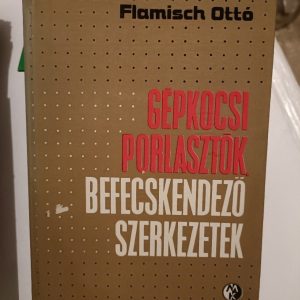 Flamisch Ottó
GÉPKOCSI
PORLASZTÓK
BEFECSKENDEZŐ
SZERKEZETEK